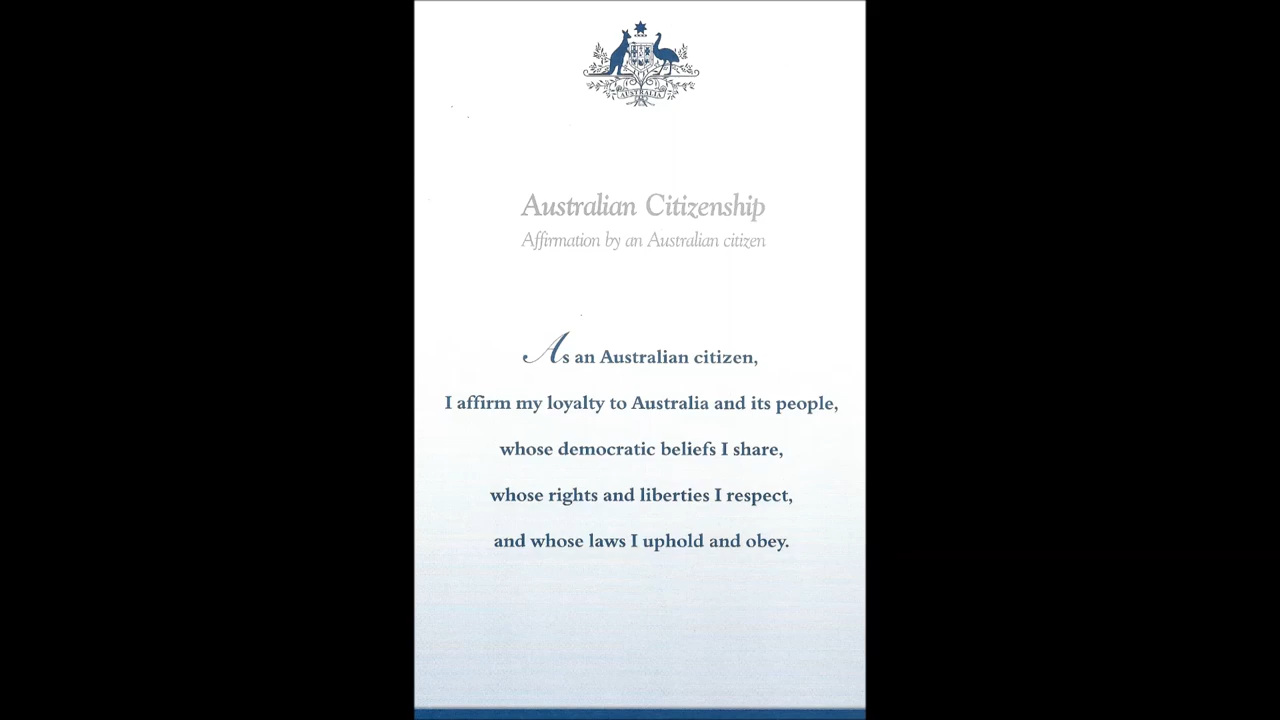 AUSTRALIA
Australian Citizenship
Affirmation by an Australian citizen
As an Australian citizen,
I affirm my loyalty to Australia and its people,
whose democratic beliefs I share,
whose rights and liberties I respect,
and whose laws I uphold and obey.